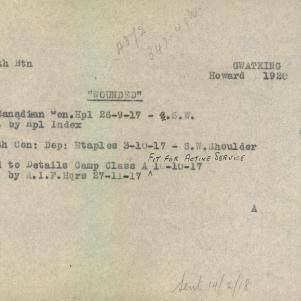 th Btn
GWATKING
Howard 1920
"WOUNDED"
Canadian Gen.Hpl 26-9-17 - G.S.W.
by Hpl Index
th Con: Dep: Etaples 3-10-17 - S.W.Shoulder
FIT FOR ACTIVE SERVICE
d to Details Camp Class A 10-10-17
by A.I.F.Hqrs 27-11-17
A
Sent 14/2/18